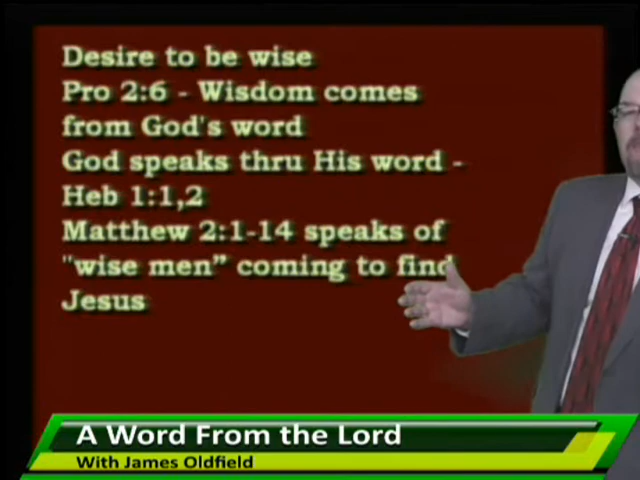 Desire to be wise
Pro 2:6 - Wisdom comes
from God's word
God speaks thru His word -
Heb 1:1,2
Matthew 2:1-14 speaks of
"wise men” coming to find
Jesus
A Word From the Lord
With James Oldfield